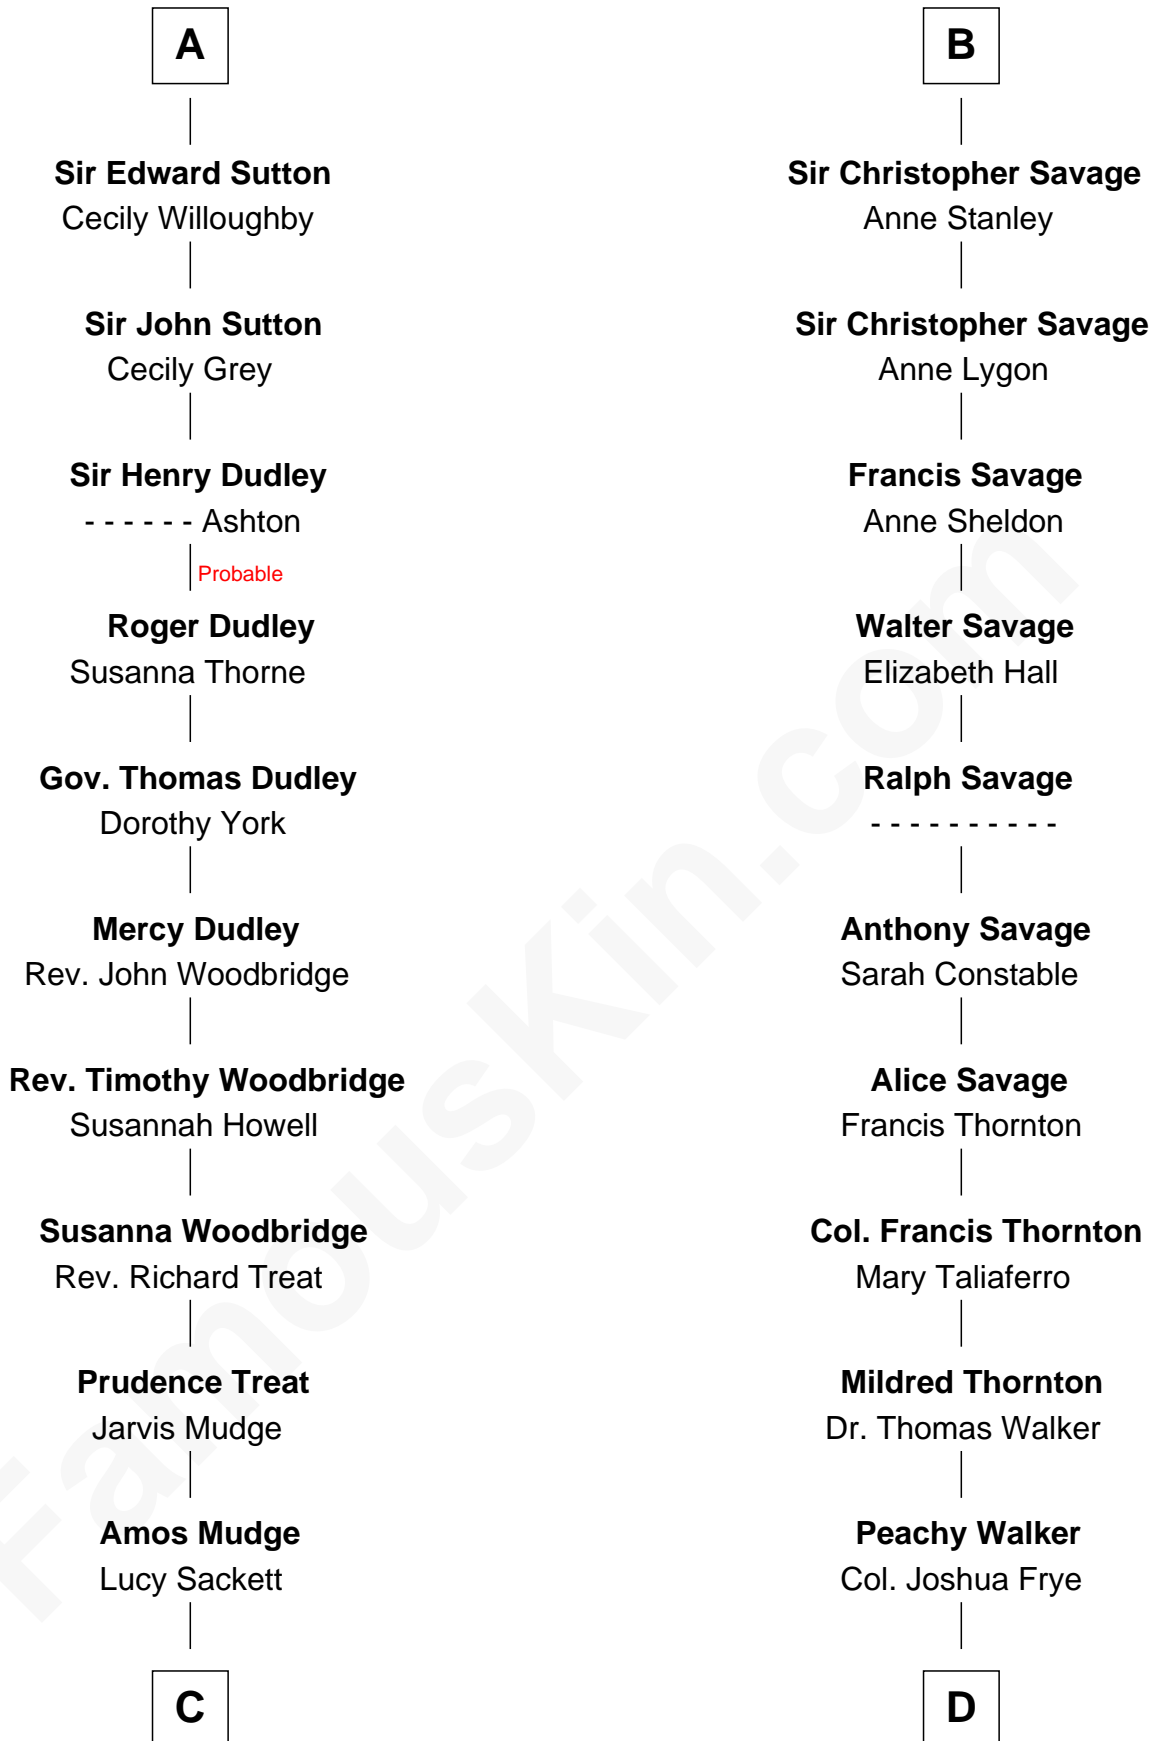 A
Sir Edward Sutton
Cecily Willoughby
Sir John Sutton
Cecily Grey
Sir Henry Dudley
- - - - - - Ashton
Probable
Roger Dudley
Susanna Thorne
Gov. Thomas Dudley
Dorothy York
Mercy Dudley
Rev. John Woodbridge
Rev. Timothy Woodbridge
Susannah Howell
Susanna Woodbridge
Rev. Richard Treat
Prudence Treat
Jarvis Mudge
Amos Mudge
Lucy Sackett
C
B
Sir Christopher Savage
Anne Stanley
Sir Christopher Savage
Anne Lygon
Francis Savage
Anne Sheldon
Walter Savage
Elizabeth Hall
Ralph Savage
- - - - - - - - - -
Anthony Savage
Sarah Constable
Alice Savage
Francis Thornton
Col. Francis Thornton
Mary Taliaferro
Mildred Thornton
Dr. Thomas Walker
Peachy Walker
Col. Joshua Frye
D
FamousKin.com